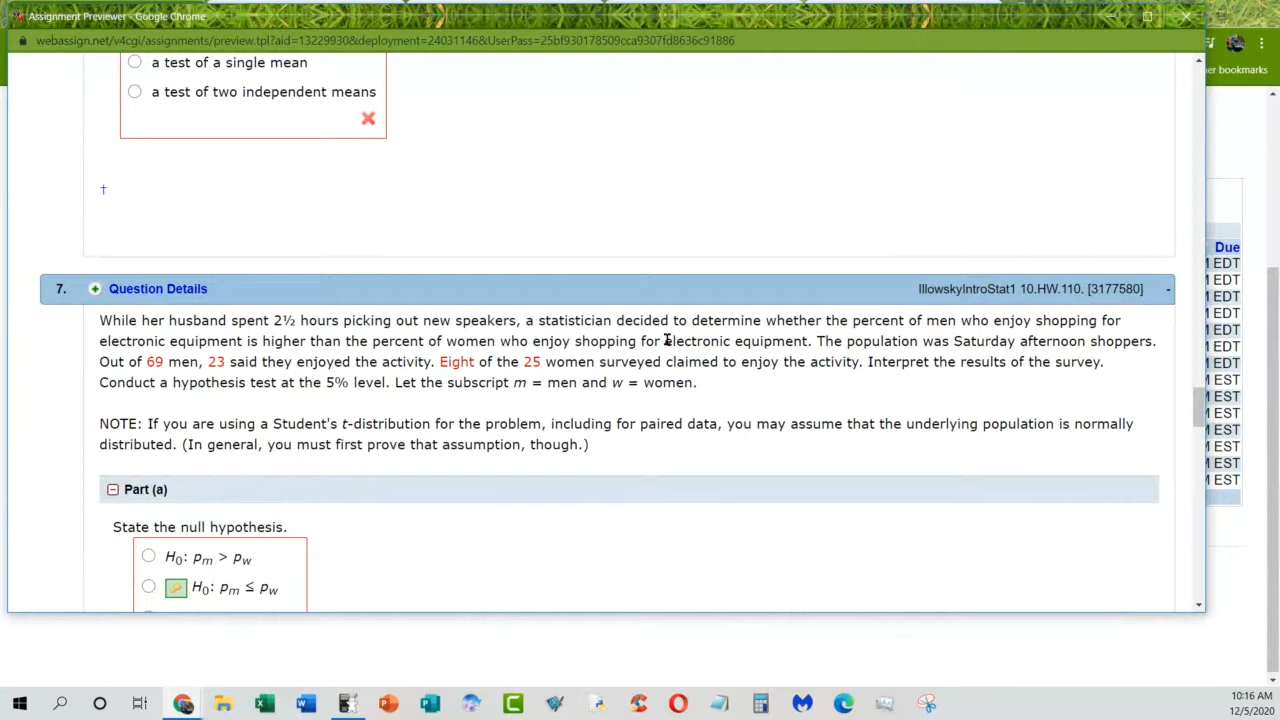 Assignment Previewer - Google Chrome
webassign.net/v4cgi/assignments/preview.tpl?aid=13229930&deployment=24031146&UserPass=25bf930178509cca9307fd8636c91886
er bookmarks
a test of a single mean
a test of two independent means
†
Due
EDT
EDT
EDT
EDT
EDT
EDT
EDT
EST
EST
EST
EST
EST
EST
EST
7. Question Details IllowskyIntroStat1 10.HW.110. [3177580] -
While her husband spent 2½ hours picking out new speakers, a statistician decided to determine whether the percent of men who enjoy shopping for
electronic equipment is higher than the percent of women who enjoy shopping for electronic equipment. The population was Saturday afternoon shoppers.
Out of 69 men, 23 said they enjoyed the activity. Eight of the 25 women surveyed claimed to enjoy the activity. Interpret the results of the survey.
Conduct a hypothesis test at the 5% level. Let the subscript m = men and w = women.
NOTE: If you are using a Student's t-distribution for the problem, including for paired data, you may assume that the underlying population is normally
distributed. (In general, you must first prove that assumption, though.)
Part (a)
State the null hypothesis.
H0: pm > pw
H0: pm ≤ pw
10:16 AM
12/5/2020